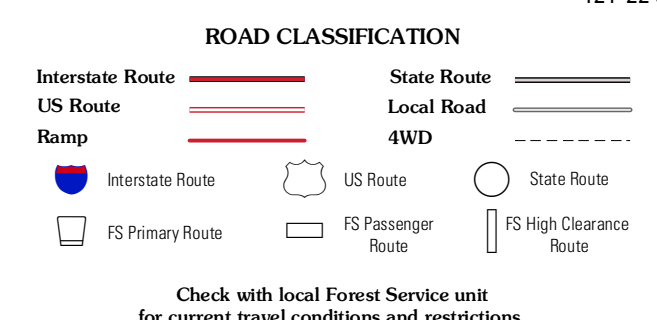 ROAD CLASSIFICATION
Interstate Route
State Route
US Route
Local Road
Ramp
4WD
Interstate Route
US Route
State Route
FS Primary Route
FS Passenger
Route
FS High Clearance
Route
Check with local Forest Service unit
for current travel conditions and restrictions